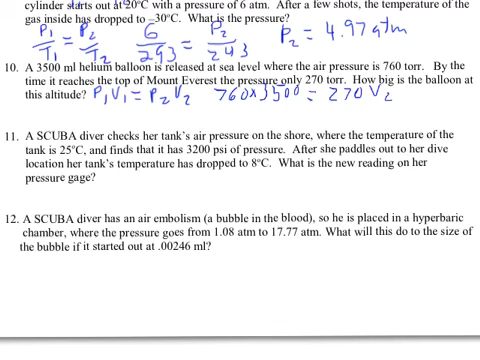 cylinder starts out at 20°C with a pressure of 6 atm. After a few shots, the temperature of the
gas inside has dropped to –30°C. What is the pressure?
P₁/T₁ = P₂/T₂   6/293 = P₂/243   P₂ = 4.97 atm
10. A 3500 ml helium balloon is released at sea level where the air pressure is 760 torr. By the
time it reaches the top of Mount Everest the pressure only 270 torr. How big is the balloon at
this altitude? P₁V₁ = P₂V₂   760x3500 = 270 V₂
11. A SCUBA diver checks her tank's air pressure on the shore, where the temperature of the
tank is 25°C, and finds that it has 3200 psi of pressure. After she paddles out to her dive
location her tank's temperature has dropped to 8°C. What is the new reading on her
pressure gage?
12. A SCUBA diver has an air embolism (a bubble in the blood), so he is placed in a hyperbaric
chamber, where the pressure goes from 1.08 atm to 17.77 atm. What will this do to the size of
the bubble if it started out at .00246 ml?